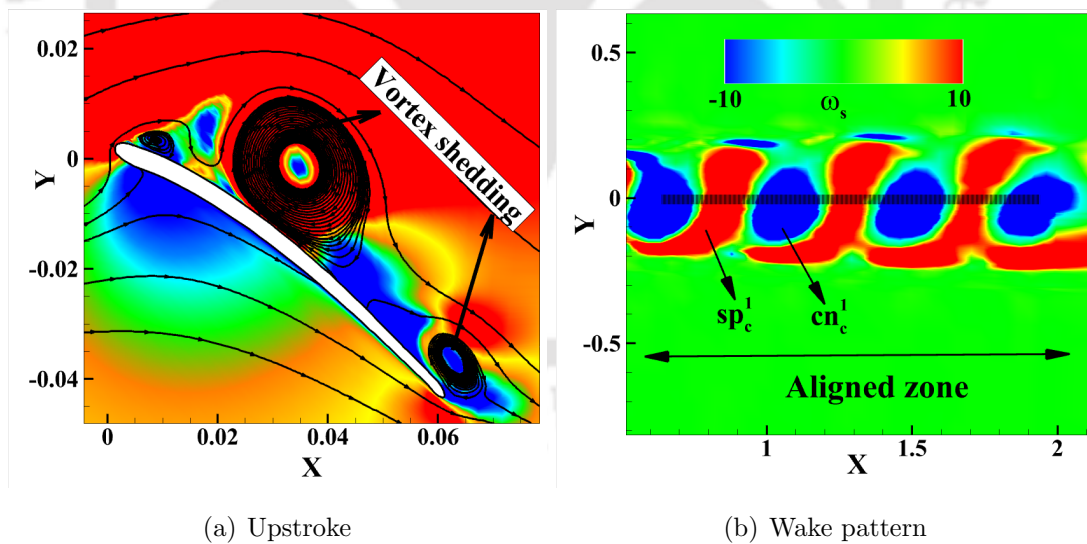 0.02
0
-0.02
-0.04
Y
0
0.02
0.04
0.06
X
Vortex shedding
(a) Upstroke
0.5
0
-0.5
Y
-10
ω_s
10
sp_c^1
cn_c^1
Aligned zone
1
1.5
2
X
(b) Wake pattern